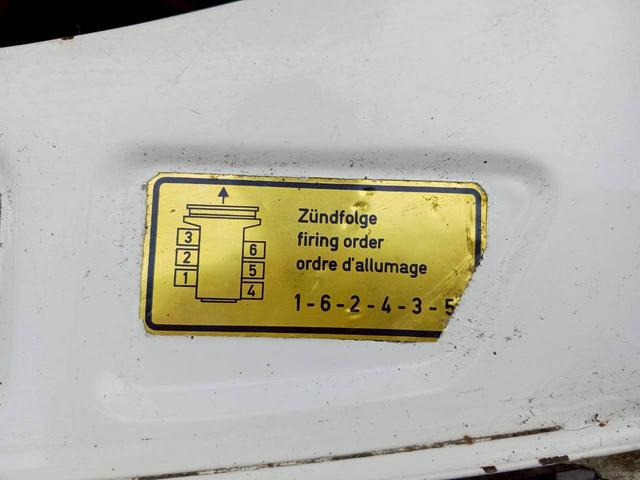 3
2
1
6
5
4
Zündfolge
firing order
ordre d'allumage
1-6-2-4-3-5